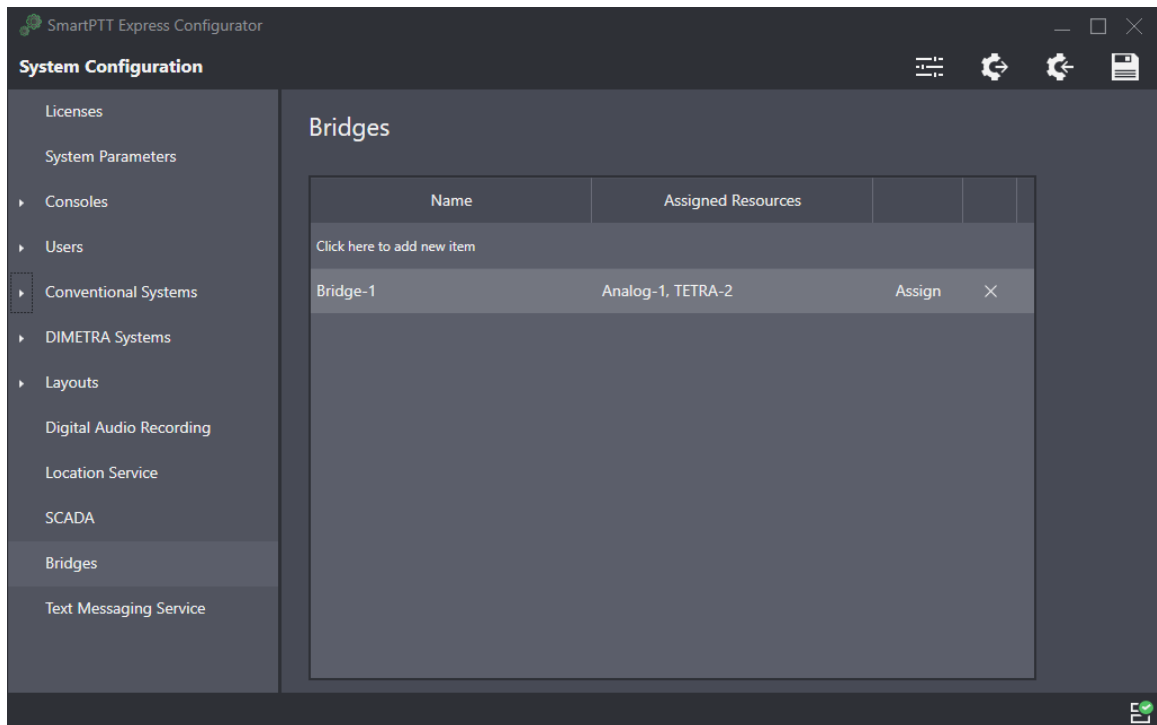 SmartPTT Express Configurator
System Configuration
Licenses
System Parameters
Consoles
Users
Conventional Systems
DIMETRA Systems
Layouts
Digital Audio Recording
Location Service
SCADA
Bridges
Text Messaging Service
Bridges
Name Assigned Resources
Click here to add new item
Bridge-1 Analog-1, TETRA-2 Assign